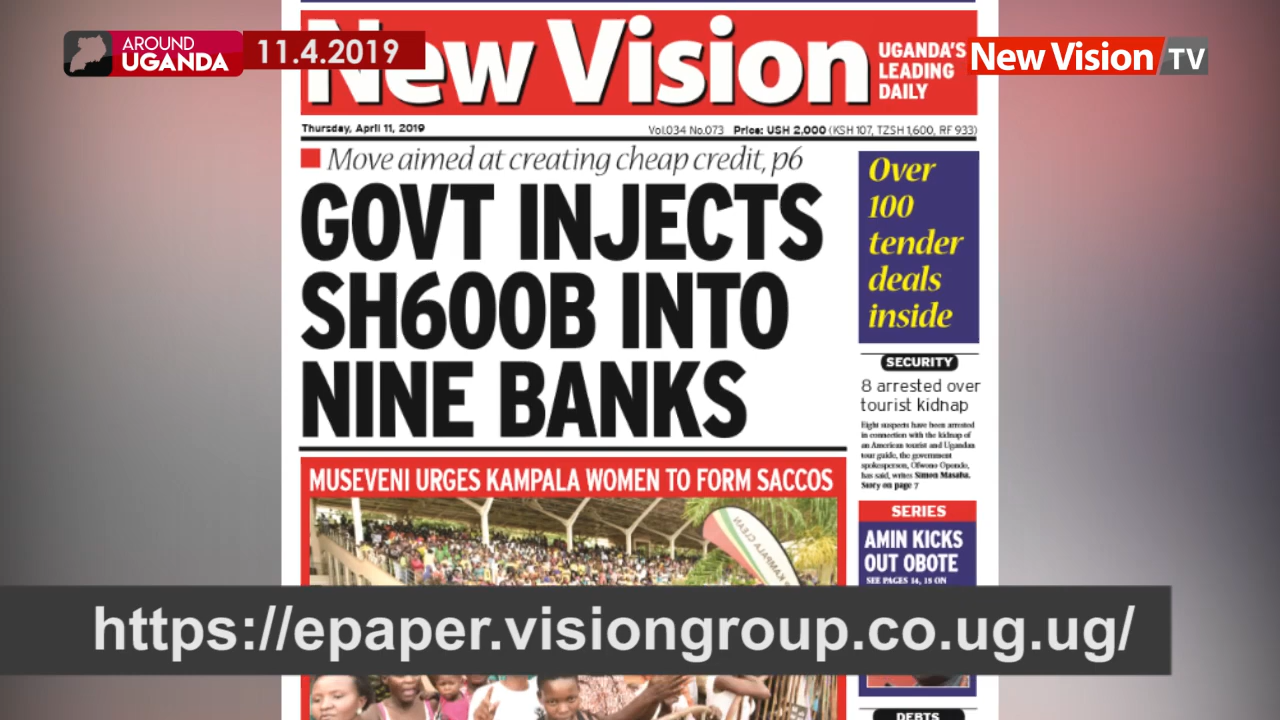 AROUND
UGANDA
11.4.2019
New Vision
UGANDA'S
LEADING
DAILY
New Vision TV
Thursday, April 11, 2019
Vol.034 No.073 Price: USH 2,000 (KSH 107, TZSH 1,600, RF 933)
Move aimed at creating cheap credit, p6
GOVT INJECTS
SH600B INTO
NINE BANKS
Over
100
tender
deals
inside
SECURITY
8 arrested over
tourist kidnap
Eight suspects have been arrested
in connection with the kidnap of
an American tourist and Ugandan
tour guide, the government
spokesperson, Ofwono Opondo,
has said, writes Simon Masaba.
Story on page 7
MUSEVENI URGES KAMPALA WOMEN TO FORM SACCOS
KAMPALA CLEAN
SERIES
AMIN KICKS
OUT OBOTE
SEE PAGES 14, 18 ON
https://epaper.visiongroup.co.ug.ug/
DEBTS